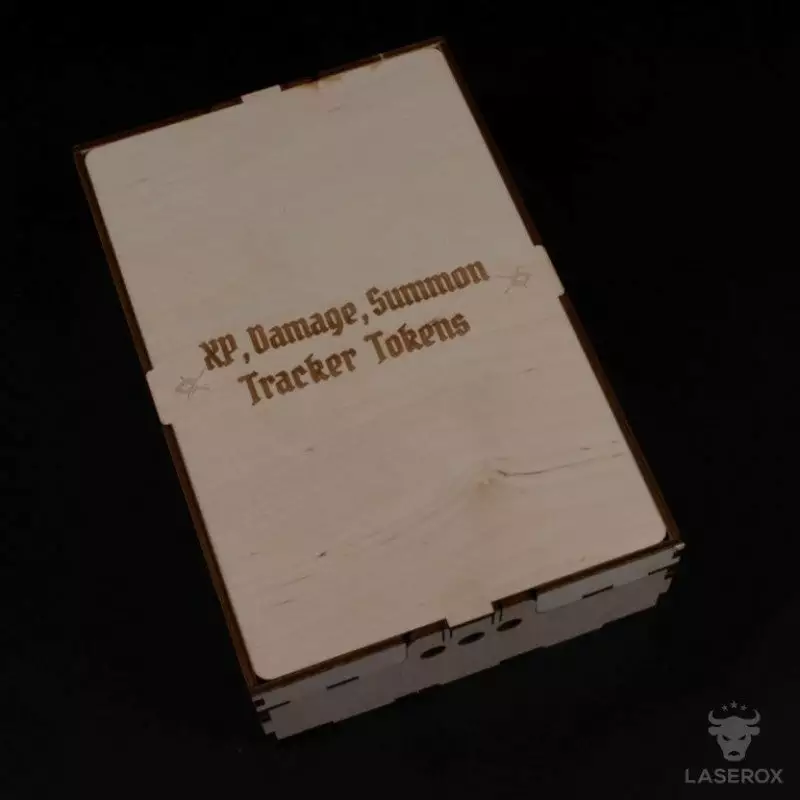 XP, Damage, Summon
Tracker Tokens
LASEROX